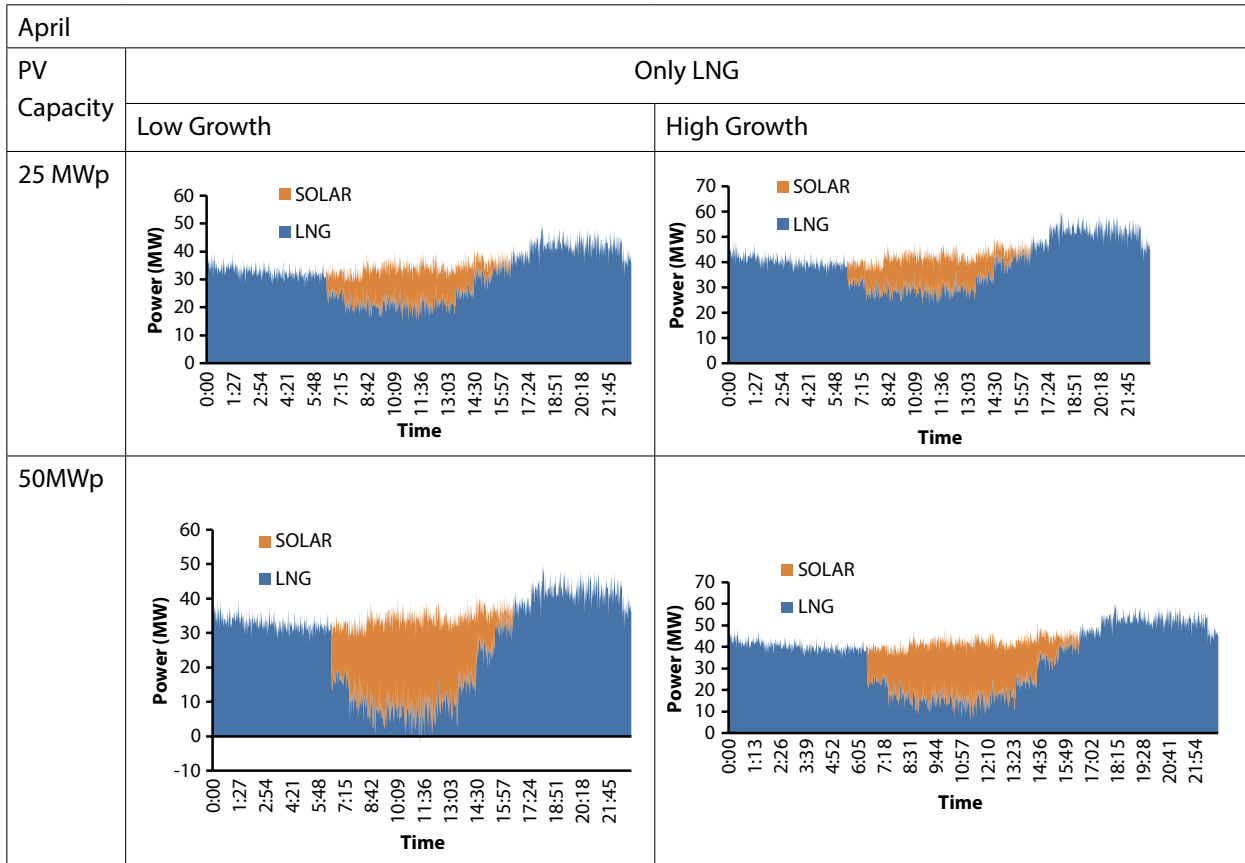 April
PV
Capacity
Only LNG
Low Growth
High Growth
25 MWp
SOLAR
LNG
Power (MW)
60
50
40
30
20
10
0
0:00 1:27 2:54 4:21 5:48 7:15 8:42 10:09 11:36 13:03 14:30 15:57 17:24 18:51 20:18 21:45
Time
SOLAR
LNG
Power (MW)
70
60
50
40
30
20
10
0
0:00 1:27 2:54 4:21 5:48 7:15 8:42 10:09 11:36 13:03 14:30 15:57 17:24 18:51 20:18 21:45
Time
50MWp
SOLAR
LNG
Power (MW)
60
50
40
30
20
10
0
-10
0:00 1:27 2:54 4:21 5:48 7:15 8:42 10:09 11:36 13:03 14:30 15:57 17:24 18:51 20:18 21:45
Time
SOLAR
LNG
Power (MW)
70
60
50
40
30
20
10
0
0:00 1:13 2:26 3:39 4:52 6:05 7:18 8:31 9:44 10:57 12:10 13:23 14:36 15:49 17:02 18:15 19:28 20:41 21:54
Time